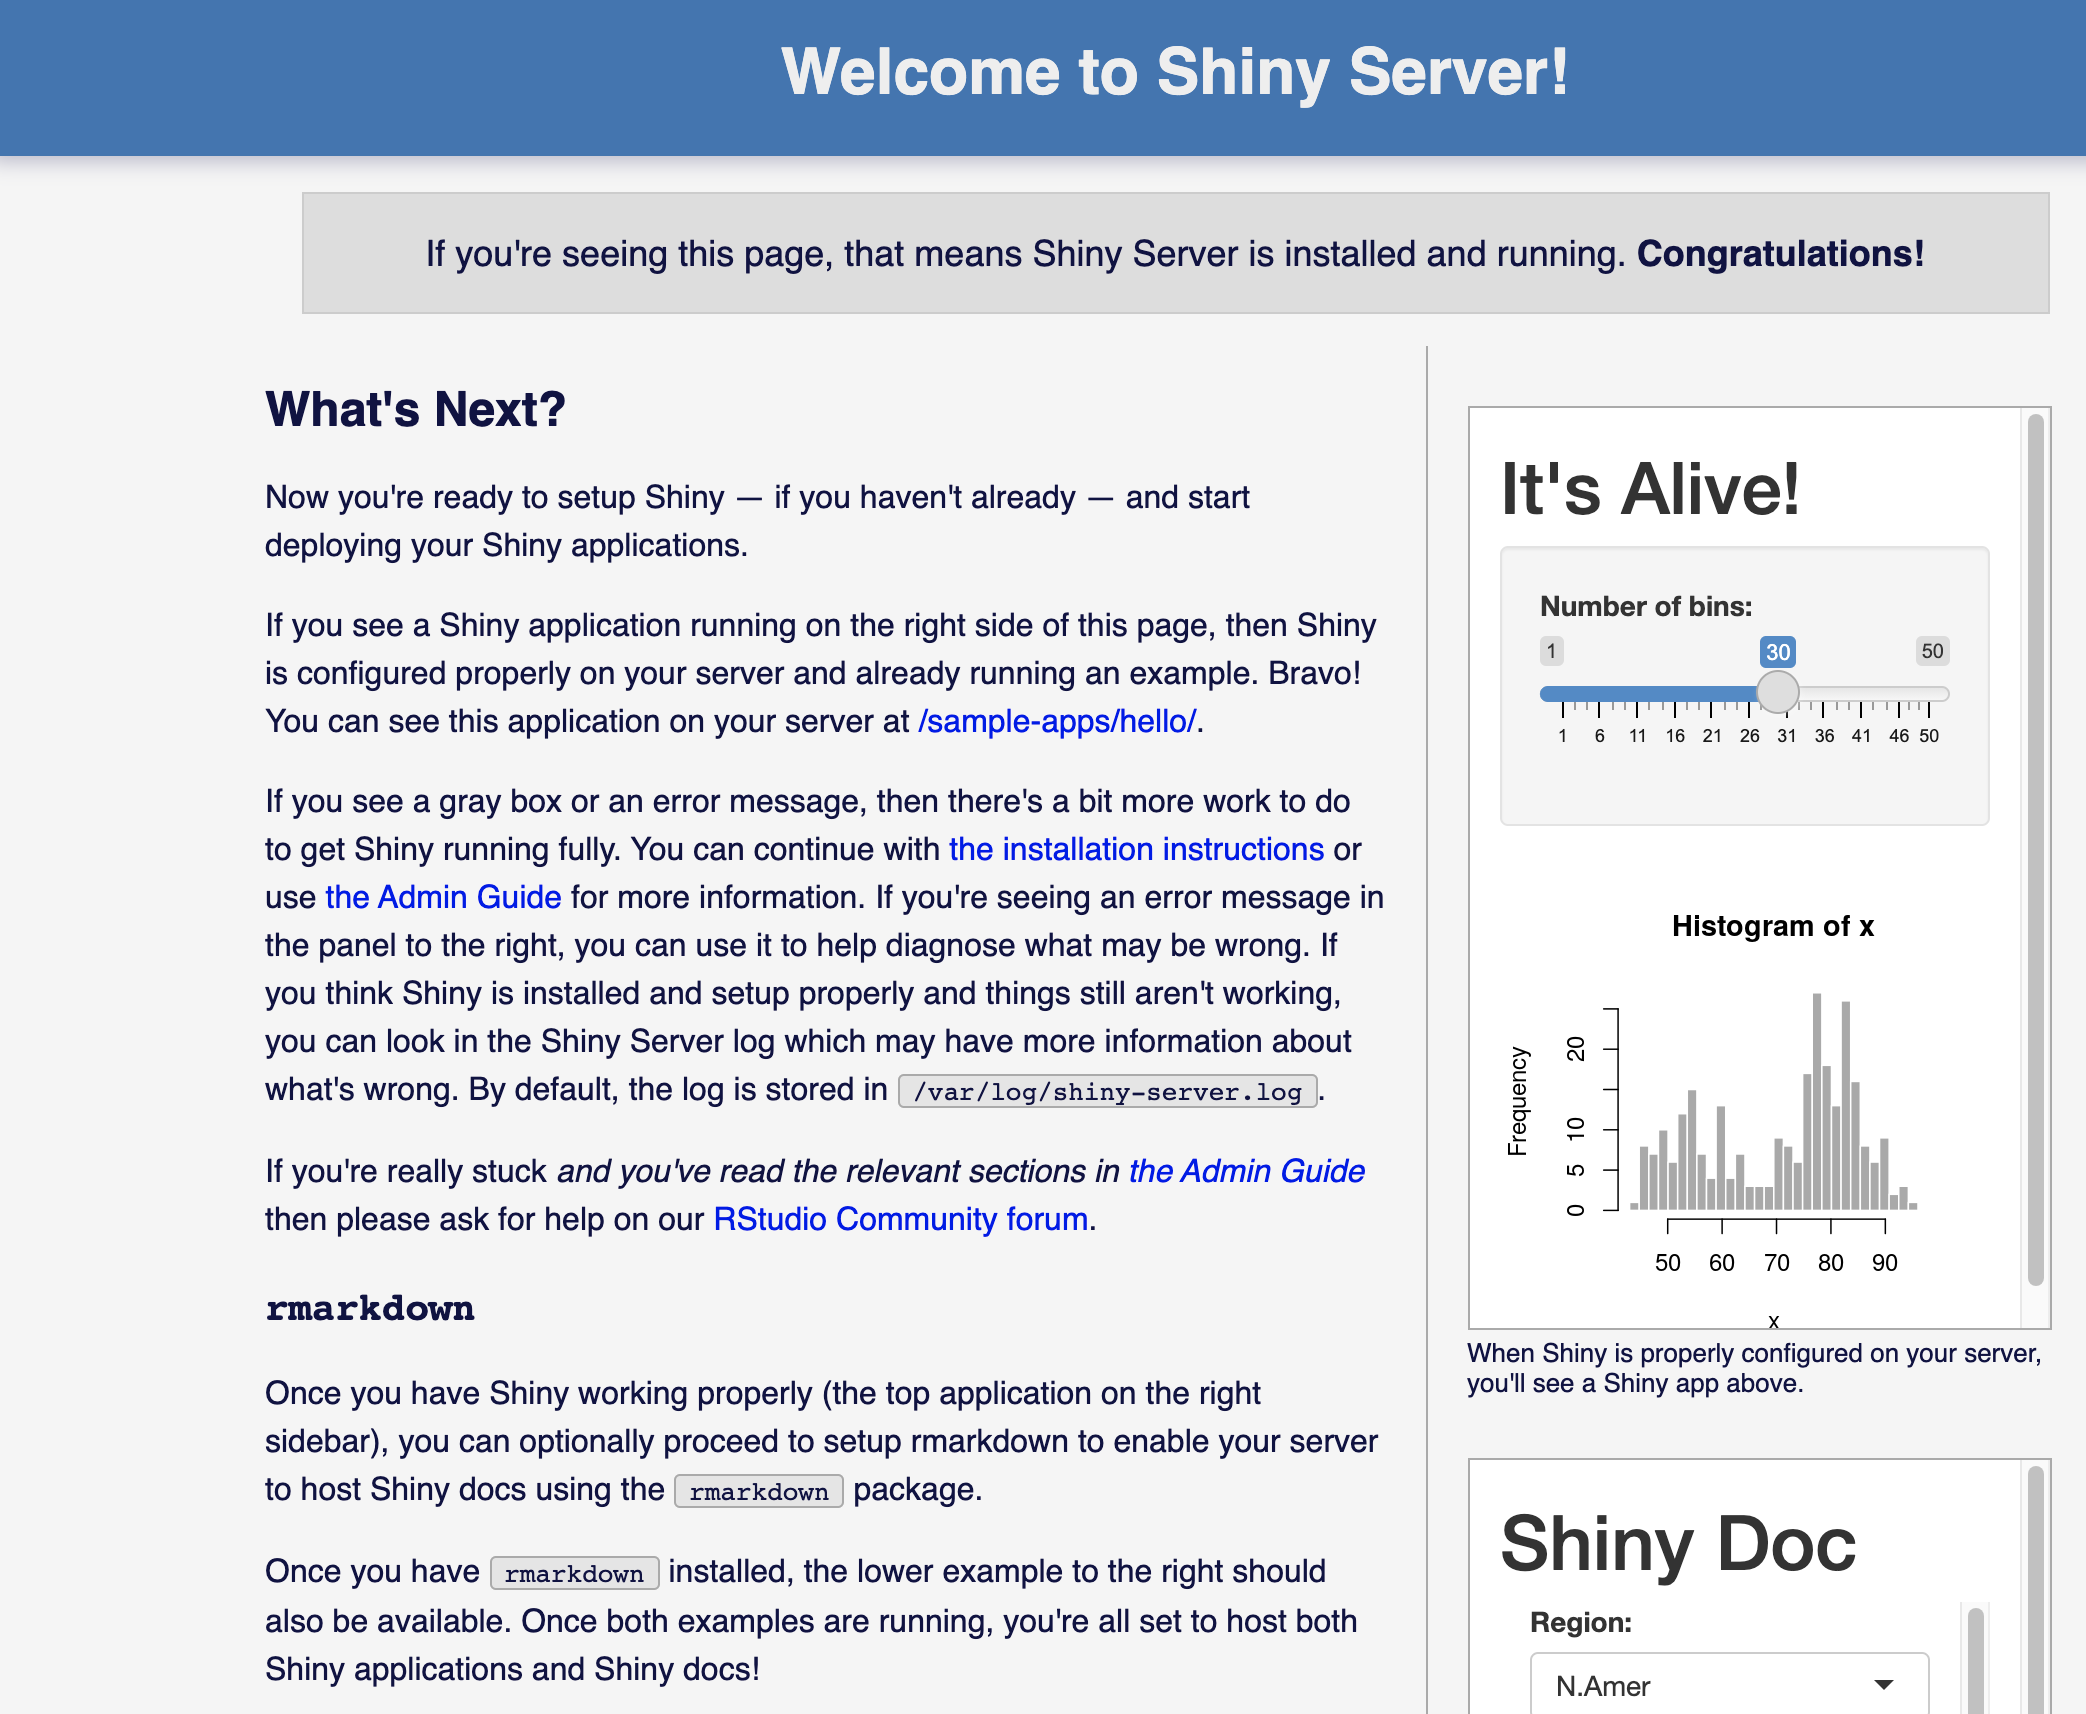 Welcome to Shiny Server!
If you're seeing this page, that means Shiny Server is installed and running. Congratulations!
What's Next?
Now you're ready to setup Shiny — if you haven't already — and start
deploying your Shiny applications.
If you see a Shiny application running on the right side of this page, then Shiny
is configured properly on your server and already running an example. Bravo!
You can see this application on your server at /sample-apps/hello/.
If you see a gray box or an error message, then there's a bit more work to do
to get Shiny running fully. You can continue with the installation instructions or
use the Admin Guide for more information. If you're seeing an error message in
the panel to the right, you can use it to help diagnose what may be wrong. If
you think Shiny is installed and setup properly and things still aren't working,
you can look in the Shiny Server log which may have more information about
what's wrong. By default, the log is stored in /var/log/shiny-server.log.
If you're really stuck and you've read the relevant sections in the Admin Guide
then please ask for help on our RStudio Community forum.
rmarkdown
Once you have Shiny working properly (the top application on the right
sidebar), you can optionally proceed to setup rmarkdown to enable your server
to host Shiny docs using the rmarkdown package.
Once you have rmarkdown installed, the lower example to the right should
also be available. Once both examples are running, you're all set to host both
Shiny applications and Shiny docs!
It's Alive!
Number of bins:
1 30 50
1 6 11 16 21 26 31 36 41 46 50
Histogram of x
Frequency
20
10
5
0
50 60 70 80 90
x
When Shiny is properly configured on your server,
you'll see a Shiny app above.
Shiny Doc
Region:
N.Amer